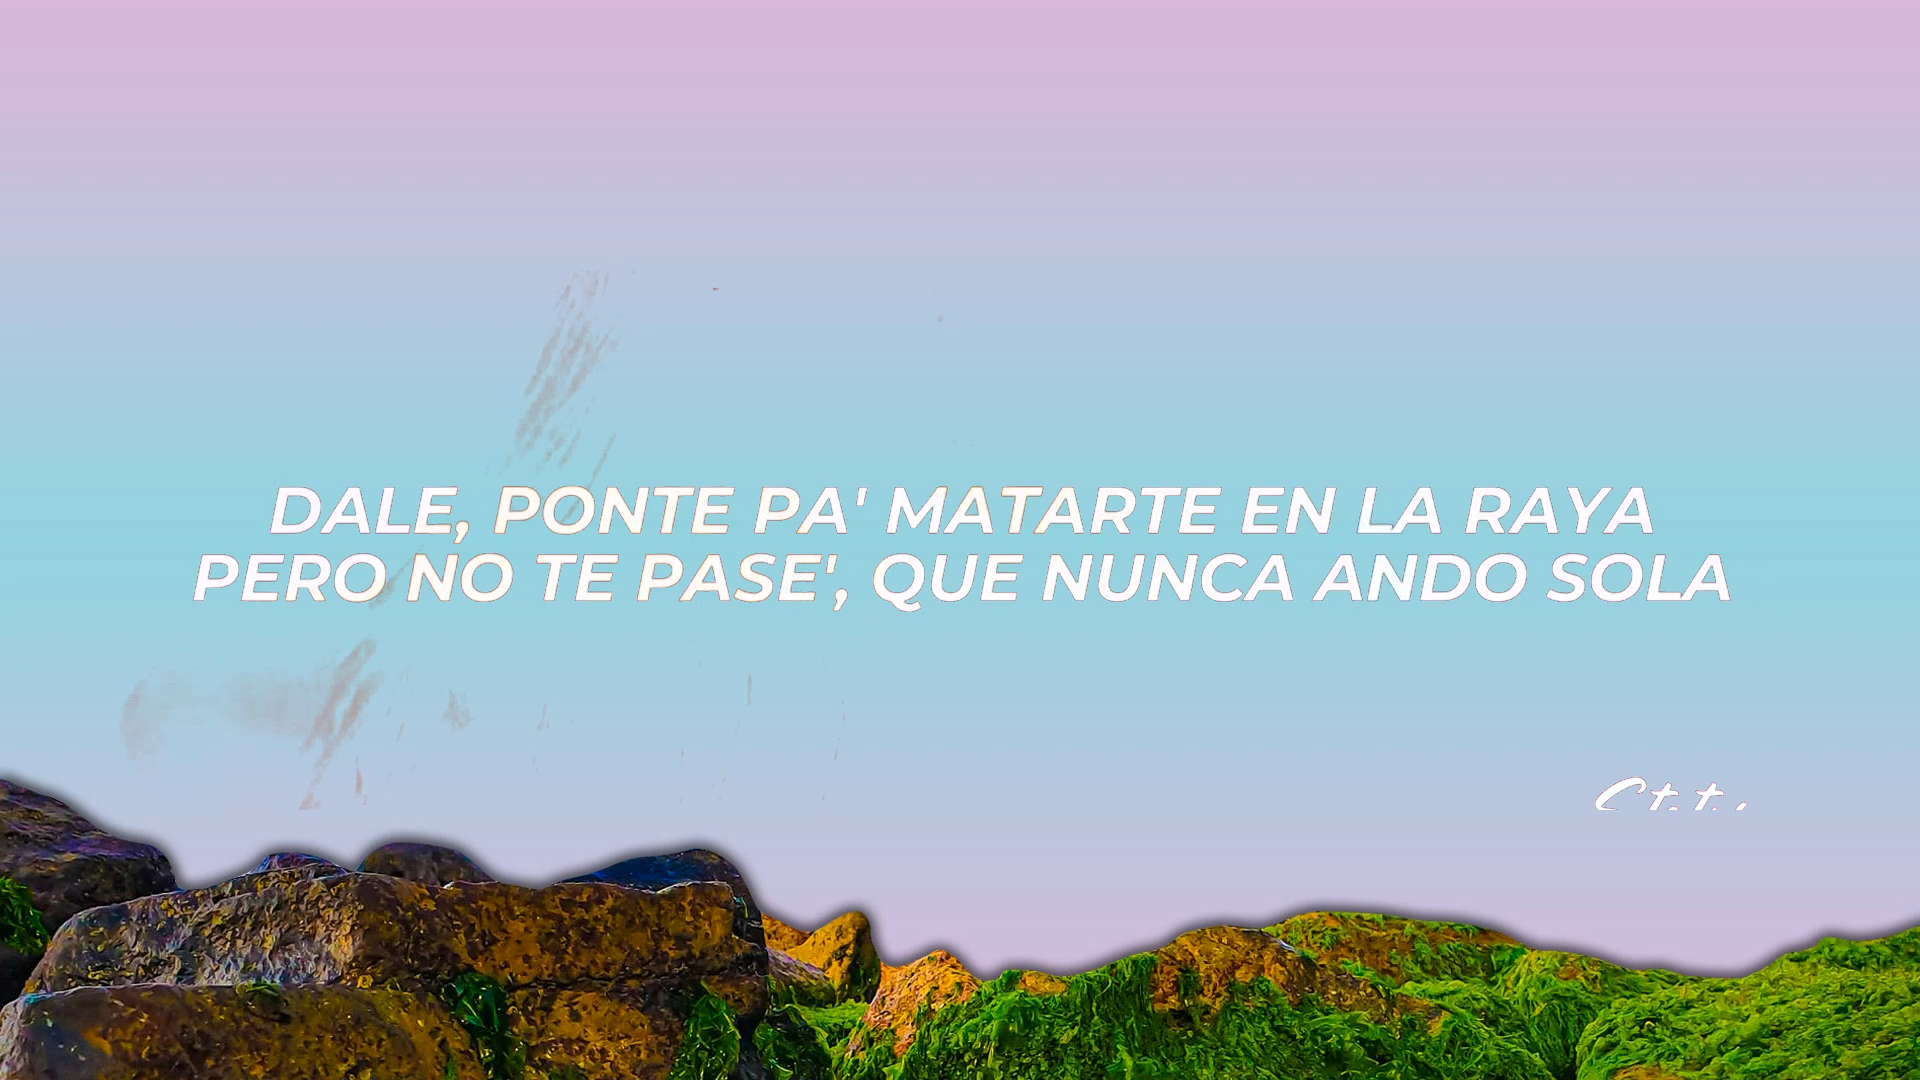 DALE, PONTE PA' MATARTE EN LA RAYA
PERO NO TE PASE', QUE NUNCA ANDO SOLA